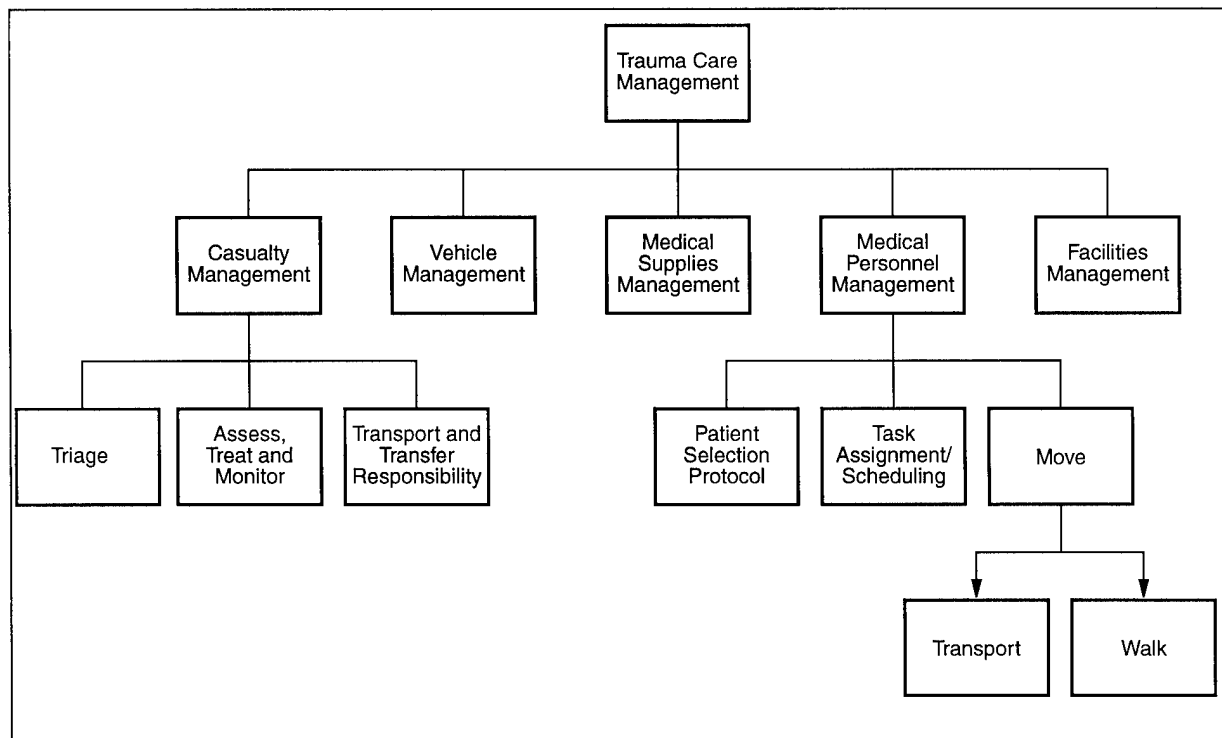 Trauma Care
Management
Casualty
Management
Vehicle
Management
Medical
Supplies
Management
Medical
Personnel
Management
Facilities
Management
Triage
Assess,
Treat and
Monitor
Transport and
Transfer
Responsibility
Patient
Selection
Protocol
Task
Assignment/
Scheduling
Move
Transport
Walk